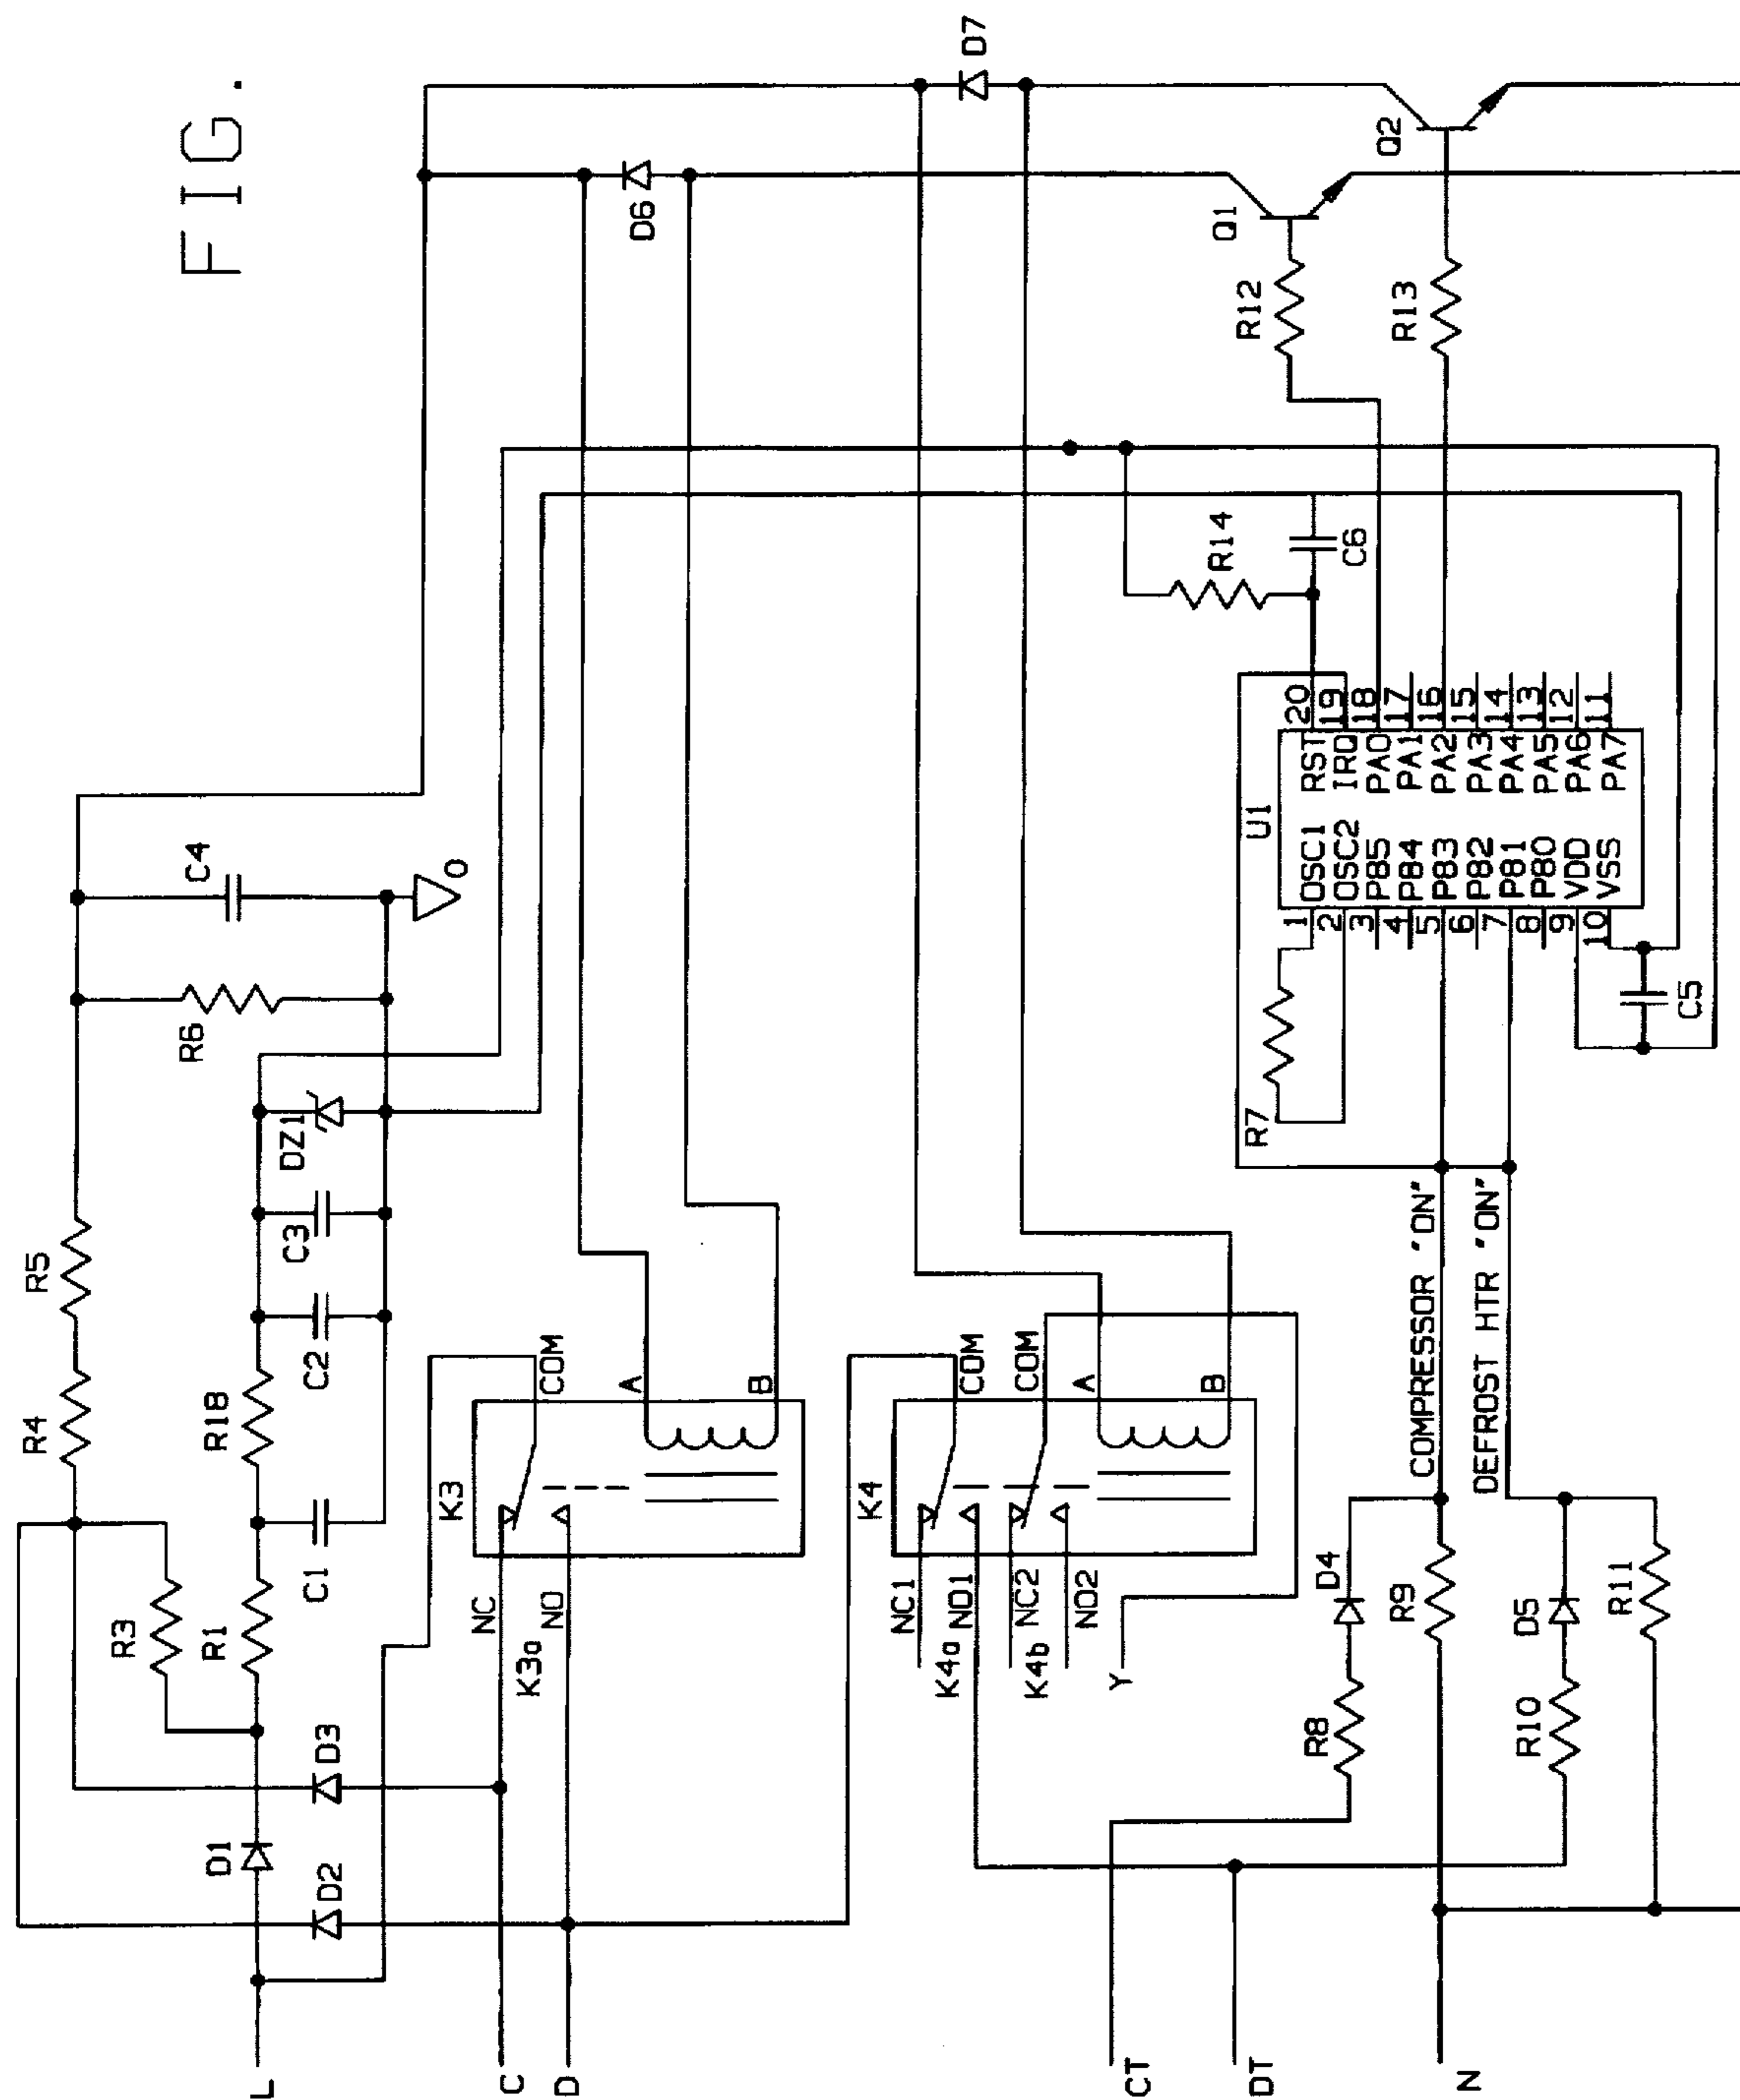 FIG.
R5
R4
R3
R6
C4
O
R18
R1
C1
C2
C3
DZ1
D1
D2
D3
L
C
D
K3
COM
A
B
NC
K3a
NO
D6
D7
K4
COM
COM
A
B
NC1
K4a
NO1
NC2
K4b
NO2
Y
Q1
Q2
R12
R13
R14
C6
U1
1 OSC1 RST 20
2 OSC2 IRQ 19
3 PB5 PA0 18
4 PB4 PA1 17
5 PB3 PA2 16
6 PB2 PA3 15
7 PB1 PA4 14
8 PB0 PA5 13
9 VDD PA6 12
10 VSS PA7 11
R7
C5
COMPRESSOR "ON"
DEFROST HTR "ON"
D4
R8
R9
D5
R10
R11
CT
DT
N